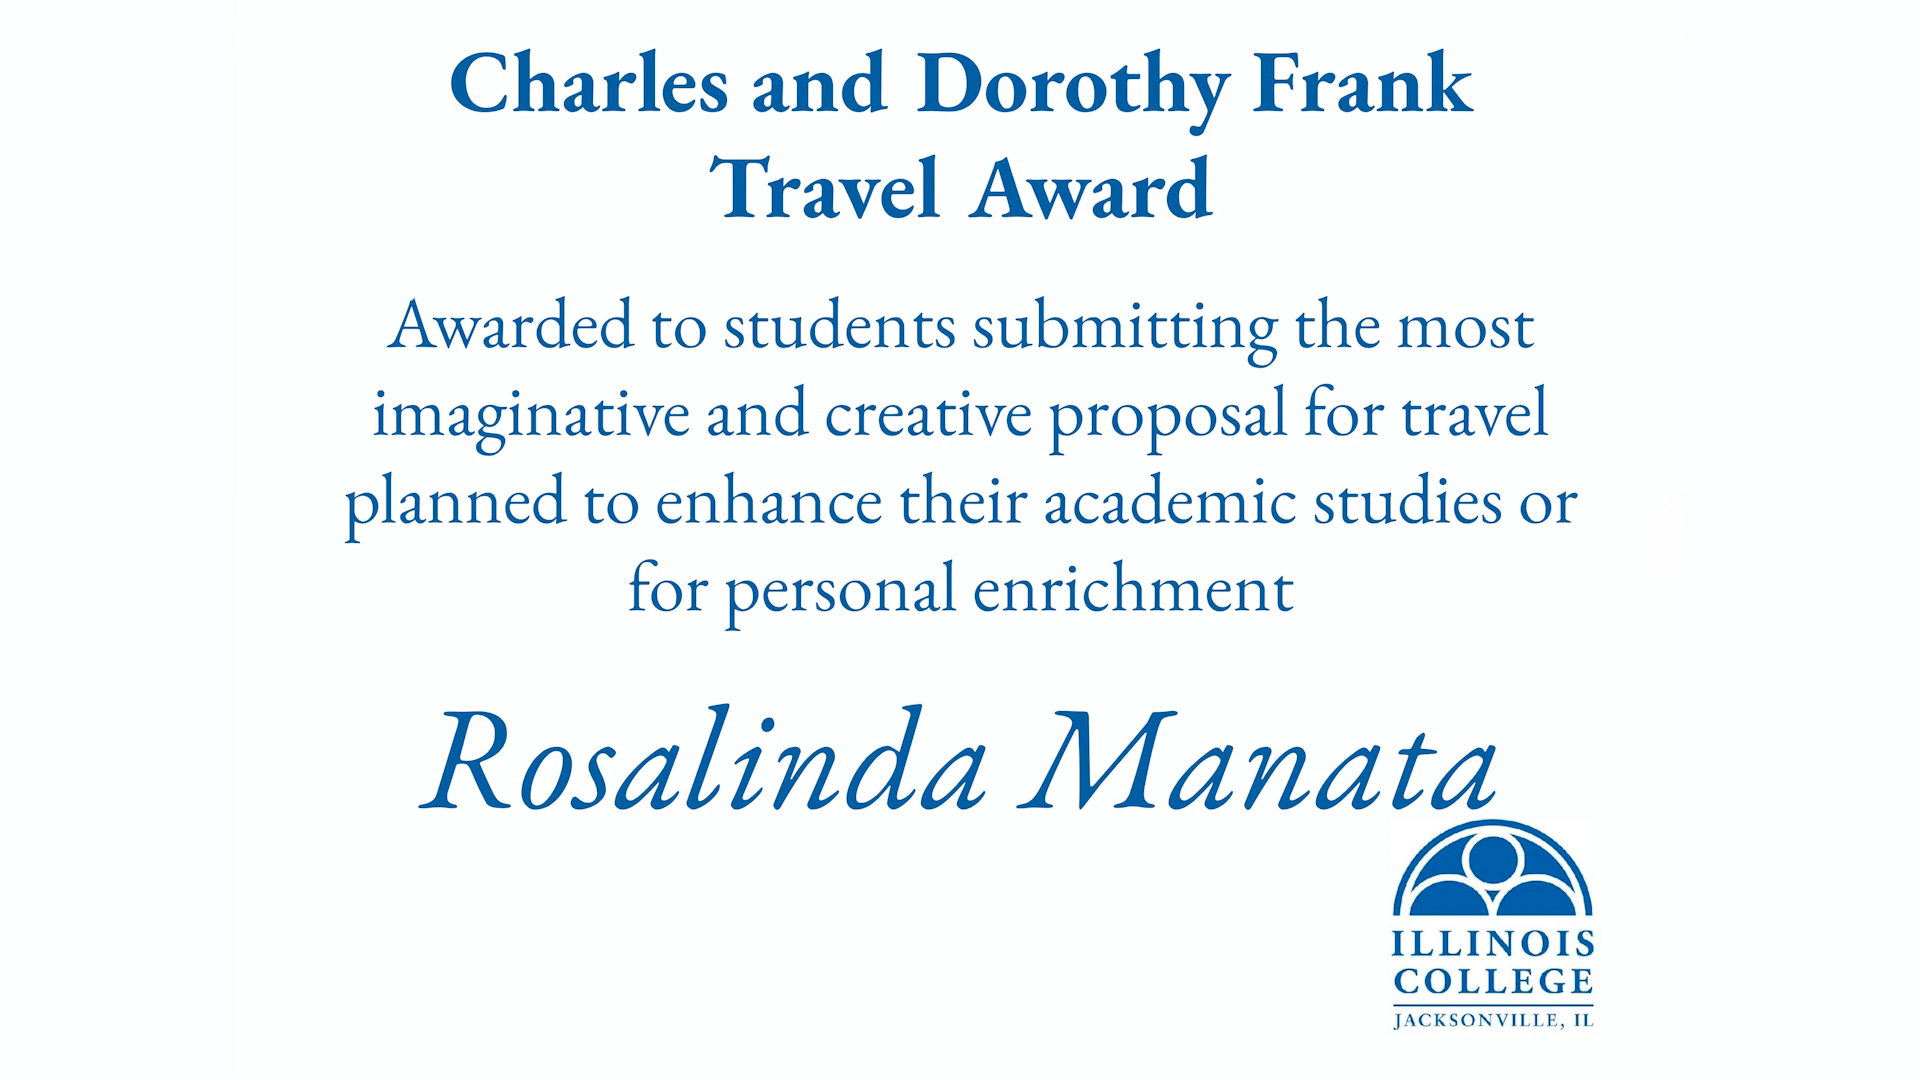 Charles and Dorothy Frank
Travel Award
Awarded to students submitting the most
imaginative and creative proposal for travel
planned to enhance their academic studies or
for personal enrichment
Rosalinda Manata
ILLINOIS
COLLEGE
JACKSONVILLE, IL